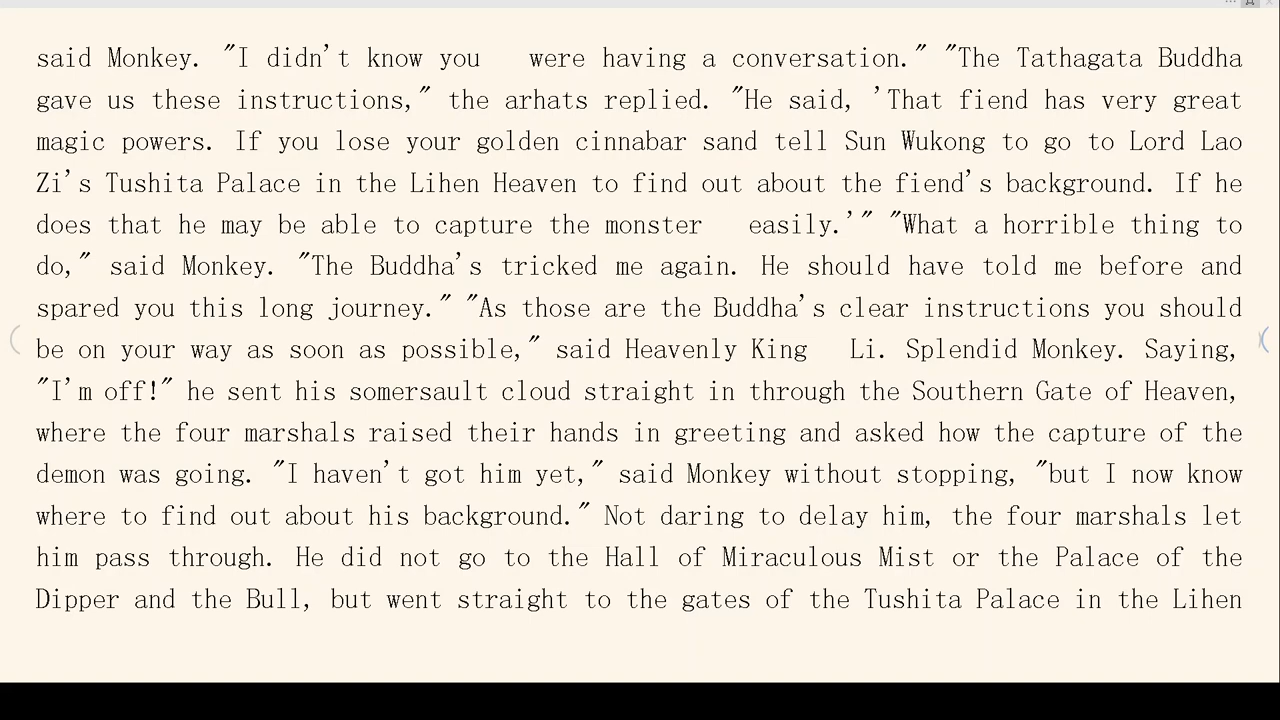 said Monkey. "I didn't know you were having a conversation." "The Tathagata Buddha
gave us these instructions," the arhats replied. "He said, 'That fiend has very great
magic powers. If you lose your golden cinnabar sand tell Sun Wukong to go to Lord Lao
Zi's Tushita Palace in the Lihen Heaven to find out about the fiend's background. If he
does that he may be able to capture the monster easily.'" "What a horrible thing to
do," said Monkey. "The Buddha's tricked me again. He should have told me before and
spared you this long journey." "As those are the Buddha's clear instructions you should
be on your way as soon as possible," said Heavenly King Li. Splendid Monkey. Saying,
"I'm off!" he sent his somersault cloud straight in through the Southern Gate of Heaven,
where the four marshals raised their hands in greeting and asked how the capture of the
demon was going. "I haven't got him yet," said Monkey without stopping, "but I now know
where to find out about his background." Not daring to delay him, the four marshals let
him pass through. He did not go to the Hall of Miraculous Mist or the Palace of the
Dipper and the Bull, but went straight to the gates of the Tushita Palace in the Lihen